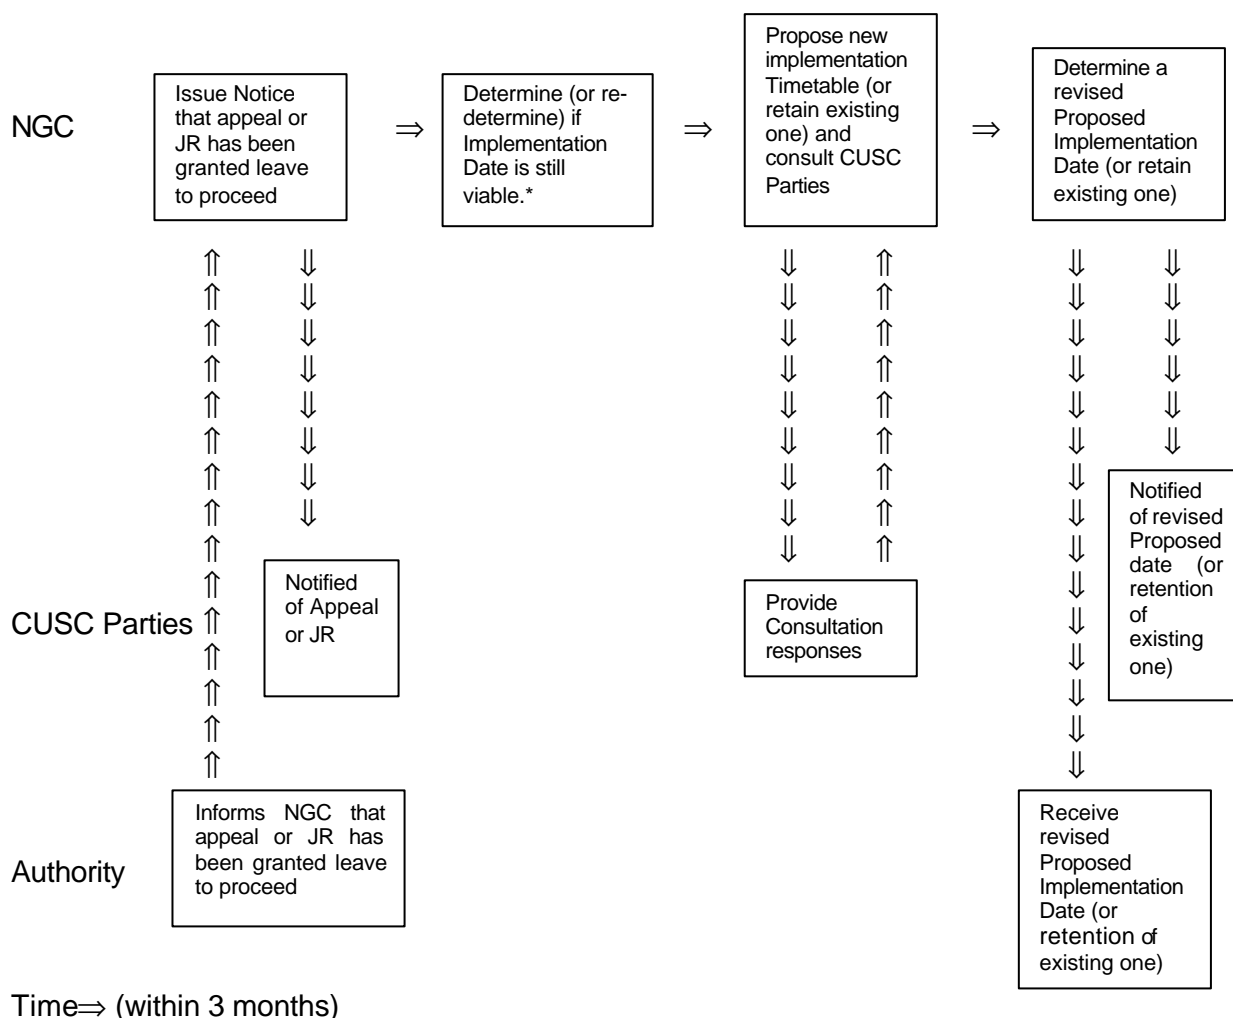 NGC
Issue Notice
that appeal or
JR has been
granted leave
to proceed
⇒
Determine (or re-
determine) if
Implementation
Date is still
viable.*
⇒
Propose new
implementation
Timetable (or
retain existing
one) and
consult CUSC
Parties
⇒
Determine a
revised
Proposed
Implementation
Date (or retain
existing one)
CUSC Parties
Notified
of Appeal
or JR
Provide
Consultation
responses
Notified
of revised
Proposed
date (or
retention
of
existing
one)
Authority
Informs NGC that
appeal or JR has
been granted leave
to proceed
Receive
revised
Proposed
Implementation
Date (or
retention of
existing one)
Time⇒ (within 3 months)